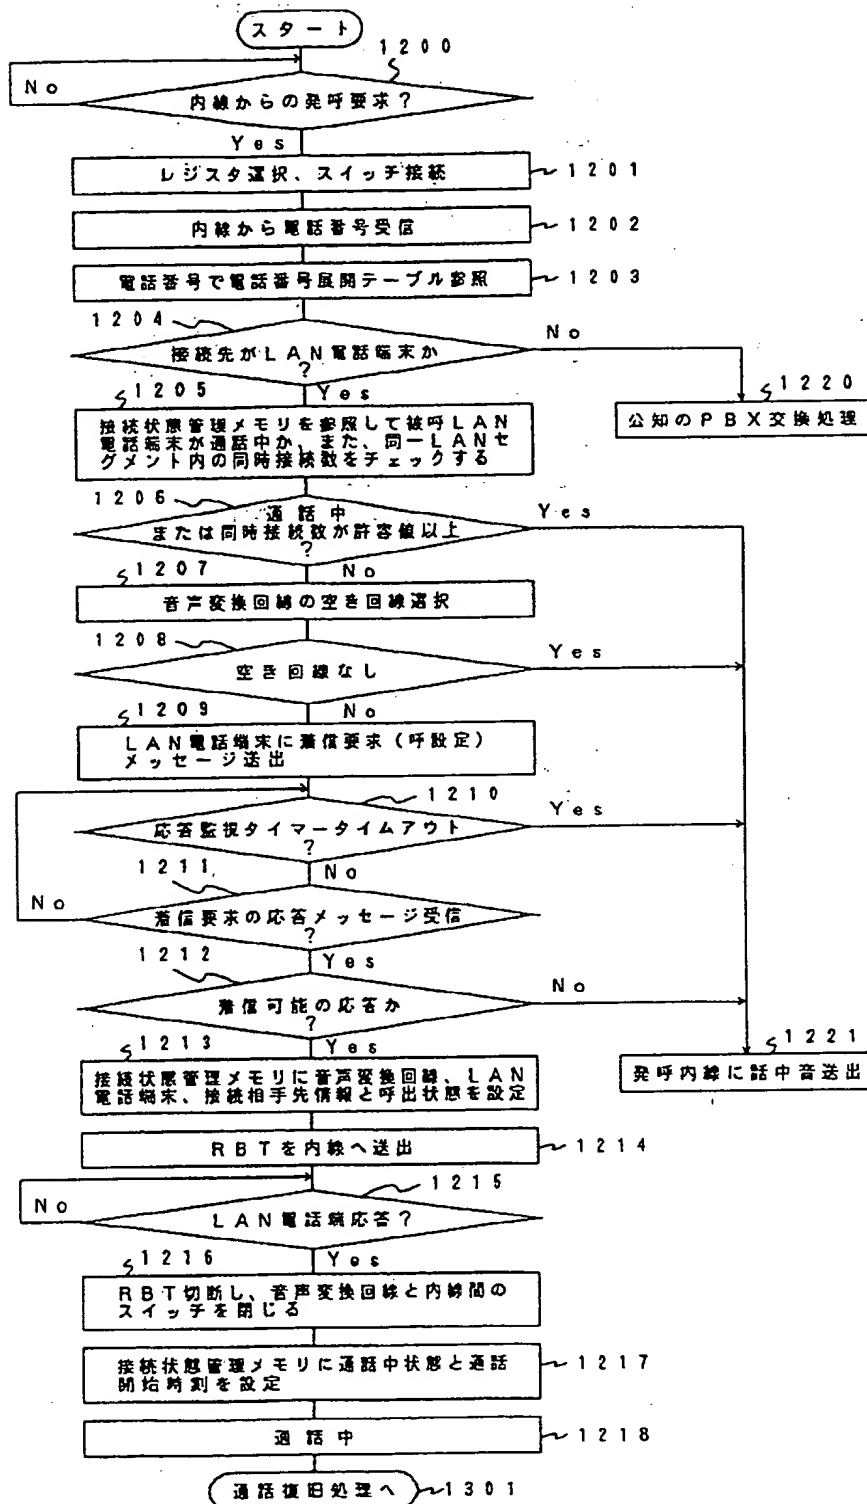 スタート
1200
No
内線からの発呼要求?
Yes
レジスタ選択、スイッチ接続
1201
内線から電話番号受信
1202
電話番号で電話番号展開テーブル参照
1203
1204
接続先がLAN電話端末か
?
No
1205
Yes
1220
公知のPBX交換処理
接続状態管理メモリを参照して被呼LAN
電話端末が通話中か、また、同一LANセ
グメント内の同時接続数をチェックする
1206
通話中
または同時接続数が許容値以上
?
Yes
1207
No
音声変換回線の空き回線選択
1208
空き回線なし
Yes
1209
No
LAN電話端末に着信要求(呼設定)
メッセージ送出
1210
応答監視タイマータイムアウト
?
Yes
1211
No
No
着信要求の応答メッセージ受信
?
1212
Yes
着信可能の応答か
?
No
1213
Yes
1221
発呼内線に話中音送出
接続状態管理メモリに音声変換回線、LAN
電話端末、接続相手先情報と呼出状態を設定
RBTを内線へ送出
1214
1215
No
LAN電話端応答?
1216
Yes
RBT切断し、音声変換回線と内線間の
スイッチを閉じる
接続状態管理メモリに通話中状態と通話
開始時刻を設定
1217
通話中
1218
通話復旧処理へ
1301